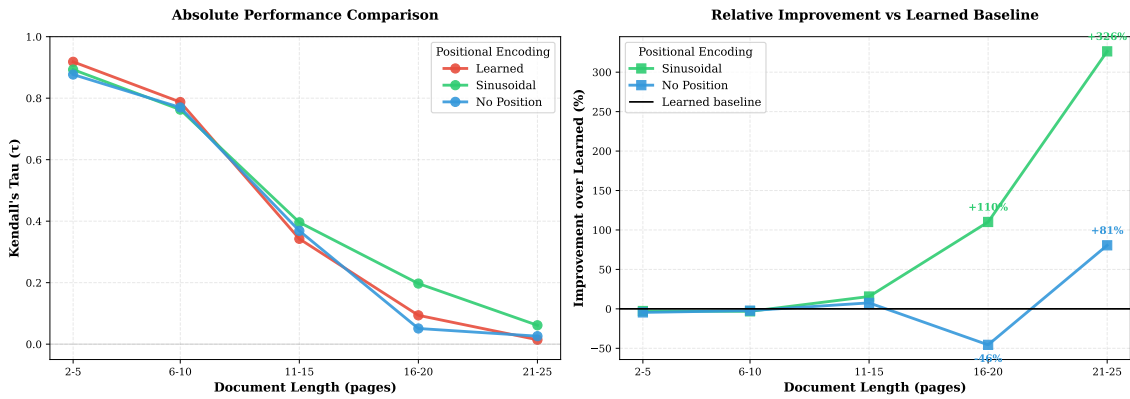 Absolute Performance Comparison
Kendall's Tau (τ)
1.0
0.8
0.6
0.4
0.2
0.0
Positional Encoding
Learned
Sinusoidal
No Position
2-5
6-10
11-15
16-20
21-25
Document Length (pages)
Relative Improvement vs Learned Baseline
Improvement over Learned (%)
300
250
200
150
100
50
0
−50
Positional Encoding
Sinusoidal
No Position
Learned baseline
+326%
+110%
+81%
-46%
2-5
6-10
11-15
16-20
21-25
Document Length (pages)